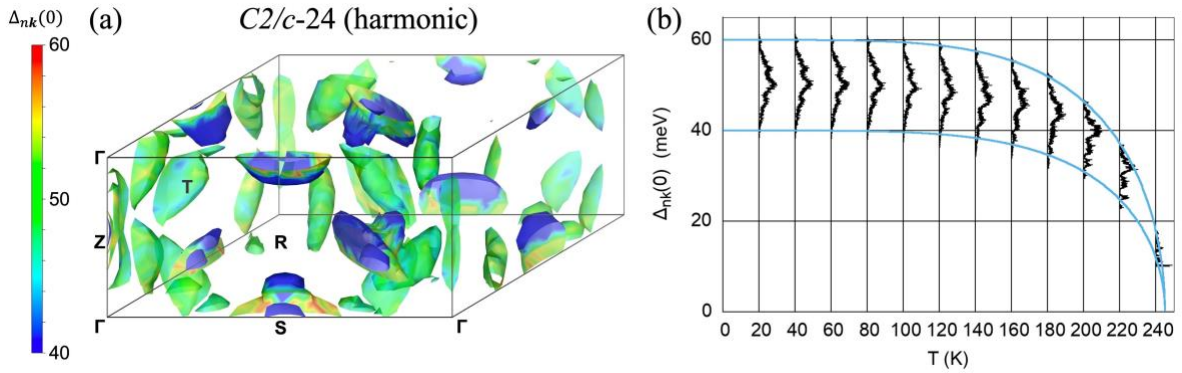 Δnk(0)
60
50
40
(a)
C2/c-24 (harmonic)
Γ
T
Z
R
Γ
S
Γ
(b)
Δnk(0) (meV)
60
40
20
0
0 20 40 60 80 100 120 140 160 180 200 220 240
T (K)